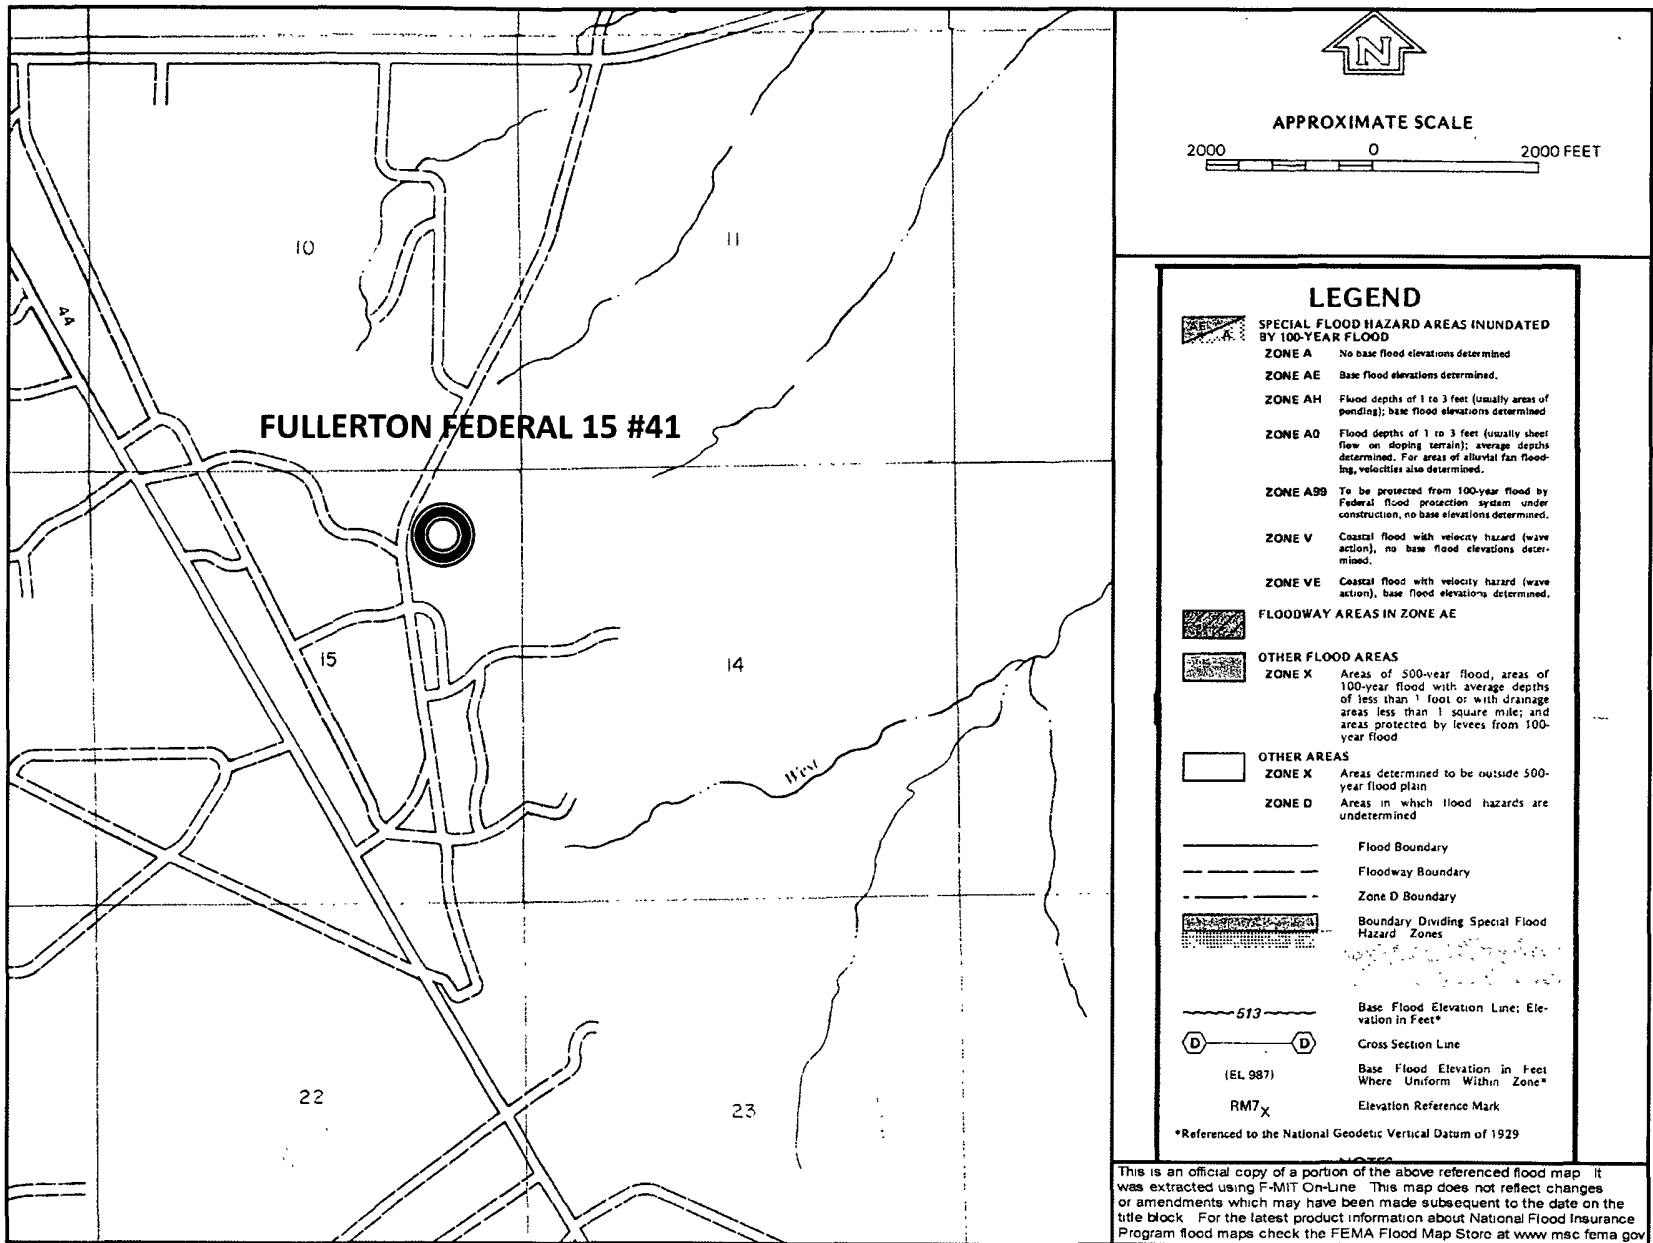 N
APPROXIMATE SCALE
2000 0 2000 FEET
10
11
44
FULLERTON FEDERAL 15 #41
15
14
West
22
23
LEGEND
SPECIAL FLOOD HAZARD AREAS INUNDATED
BY 100-YEAR FLOOD
ZONE A No base flood elevations determined
ZONE AE Base flood elevations determined.
ZONE AH Flood depths of 1 to 3 feet (usually areas of
ponding); base flood elevations determined
ZONE AO Flood depths of 1 to 3 feet (usually sheet
flow on sloping terrain); average depths
determined. For areas of alluvial fan flood-
ing, velocities also determined.
ZONE A99 To be protected from 100-year flood by
Federal flood protection system under
construction, no base elevations determined.
ZONE V Coastal flood with velocity hazard (wave
action), no base flood elevations deter-
mined.
ZONE VE Coastal flood with velocity hazard (wave
action), base flood elevations determined.
FLOODWAY AREAS IN ZONE AE
OTHER FLOOD AREAS
ZONE X Areas of 500-year flood, areas of
100-year flood with average depths
of less than 1 foot or with drainage
areas less than 1 square mile; and
areas protected by levees from 100-
year flood
OTHER AREAS
ZONE X Areas determined to be outside 500-
year flood plain
ZONE D Areas in which flood hazards are
undetermined
Flood Boundary
Floodway Boundary
Zone D Boundary
Boundary Dividing Special Flood
Hazard Zones
513 Base Flood Elevation Line; Ele-
vation in Feet*
D D Cross Section Line
(EL 987) Base Flood Elevation in Feet
Where Uniform Within Zone*
RM7X Elevation Reference Mark
*Referenced to the National Geodetic Vertical Datum of 1929
This is an official copy of a portion of the above referenced flood map It
was extracted using F-MIT On-Line This map does not reflect changes
or amendments which may have been made subsequent to the date on the
title block For the latest product information about National Flood Insurance
Program flood maps check the FEMA Flood Map Store at www msc fema gov